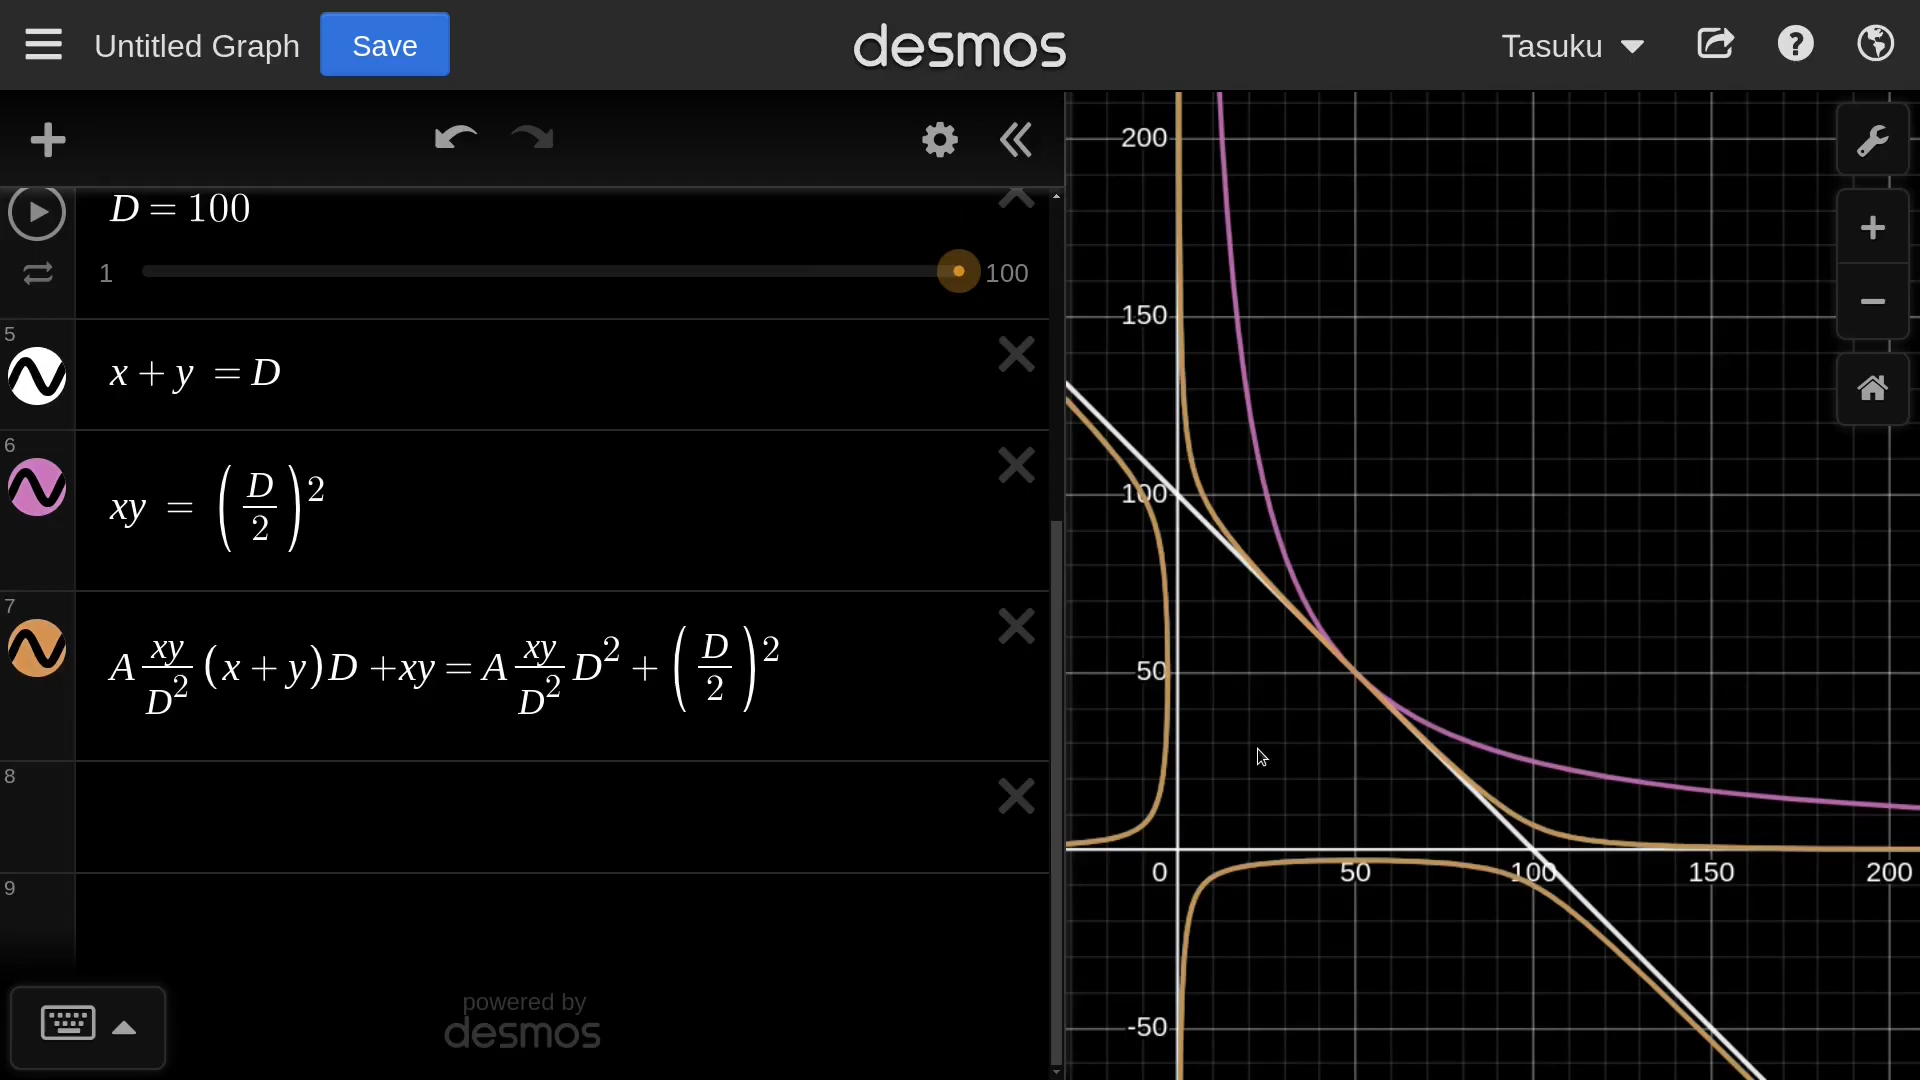 Untitled Graph Save desmos Tasuku
D = 100
1 100
5
x + y = D
6
xy = (D/2)^2
7
A xy/D^2 (x + y)D + xy = A xy/D^2 D^2 + (D/2)^2
8
9
powered by
desmos
200
150
100
50
0 50 100 150 200
-50